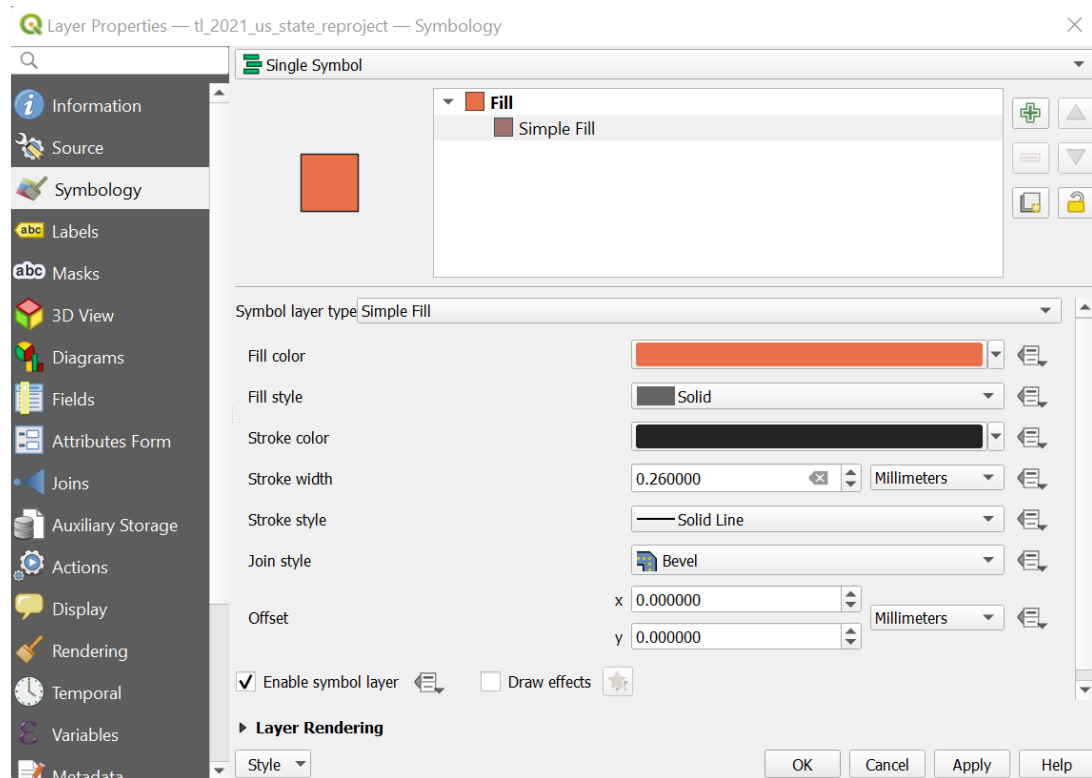 Layer Properties — tl_2021_us_state_reproject — Symbology
Single Symbol
Information
Source
Symbology
abc Labels
abc Masks
3D View
Diagrams
Fields
Attributes Form
Joins
Auxiliary Storage
Actions
Display
Rendering
Temporal
Variables
Metadata
Fill
Simple Fill
Symbol layer type Simple Fill
Fill color
Fill style Solid
Stroke color
Stroke width 0.260000 Millimeters
Stroke style Solid Line
Join style Bevel
Offset x 0.000000 Millimeters
y 0.000000
Enable symbol layer Draw effects
Layer Rendering
Style OK Cancel Apply Help